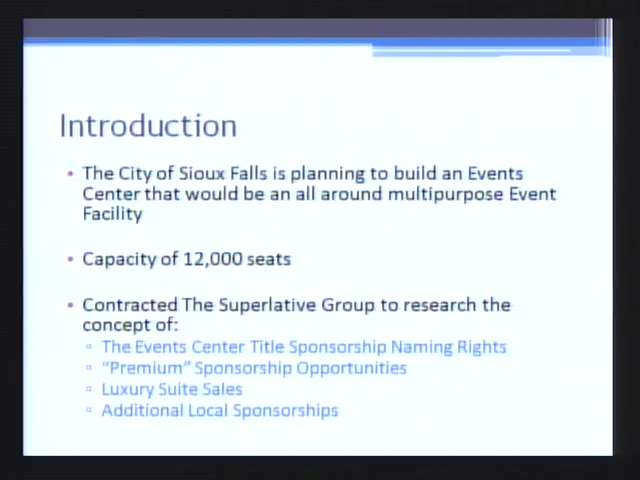 Introduction
• The City of Sioux Falls is planning to build an Events
Center that would be an all around multipurpose Event
Facility
• Capacity of 12,000 seats
• Contracted The Superlative Group to research the
concept of:
▫ The Events Center Title Sponsorship Naming Rights
▫ “Premium” Sponsorship Opportunities
▫ Luxury Suite Sales
▫ Additional Local Sponsorships